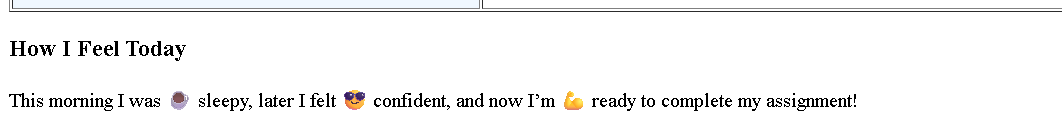 How I Feel Today
This morning I was ☕ sleepy, later I felt 😎 confident, and now I’m 💪 ready to complete my assignment!